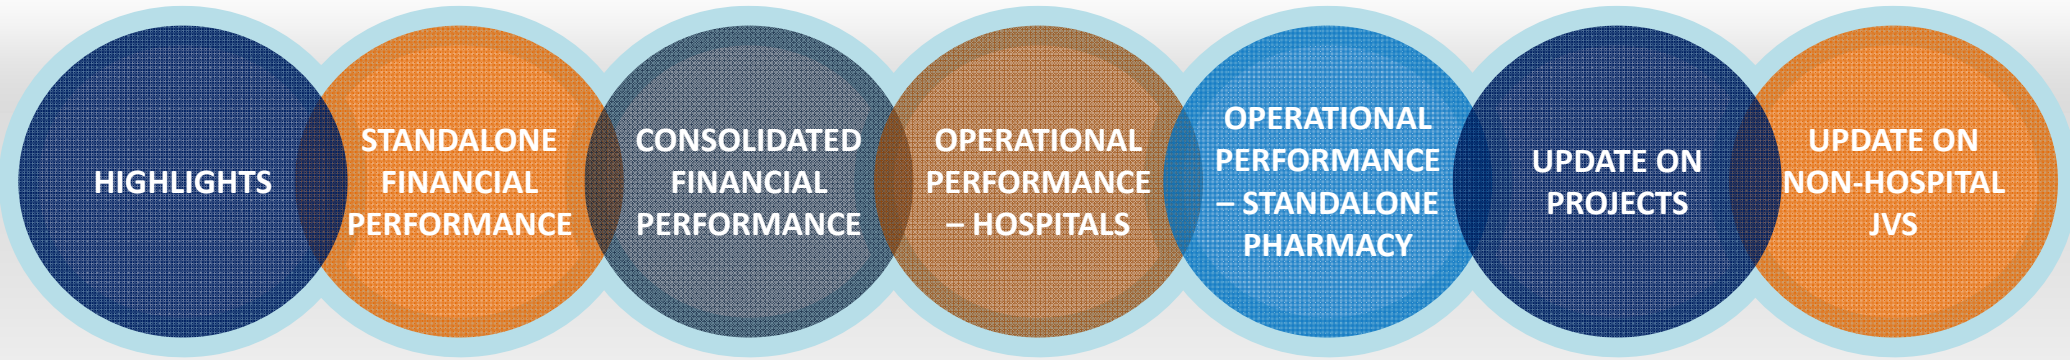 HIGHLIGHTS
STANDALONE
FINANCIAL
PERFORMANCE
CONSOLIDATED
FINANCIAL
PERFORMANCE
OPERATIONAL
PERFORMANCE
– HOSPITALS
OPERATIONAL
PERFORMANCE
– STANDALONE
PHARMACY
UPDATE ON
PROJECTS
UPDATE ON
NON-HOSPITAL
JVS